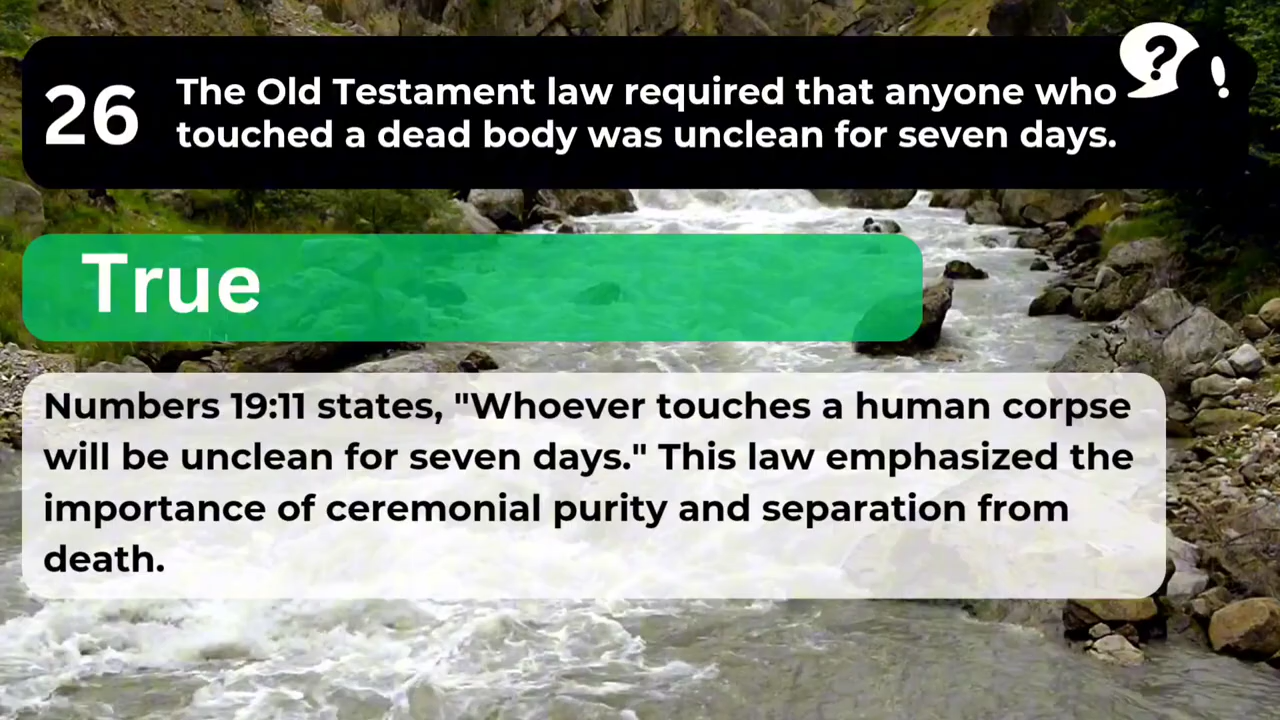 26
The Old Testament law required that anyone who
touched a dead body was unclean for seven days.
?!
True
Numbers 19:11 states, "Whoever touches a human corpse
will be unclean for seven days." This law emphasized the
importance of ceremonial purity and separation from
death.